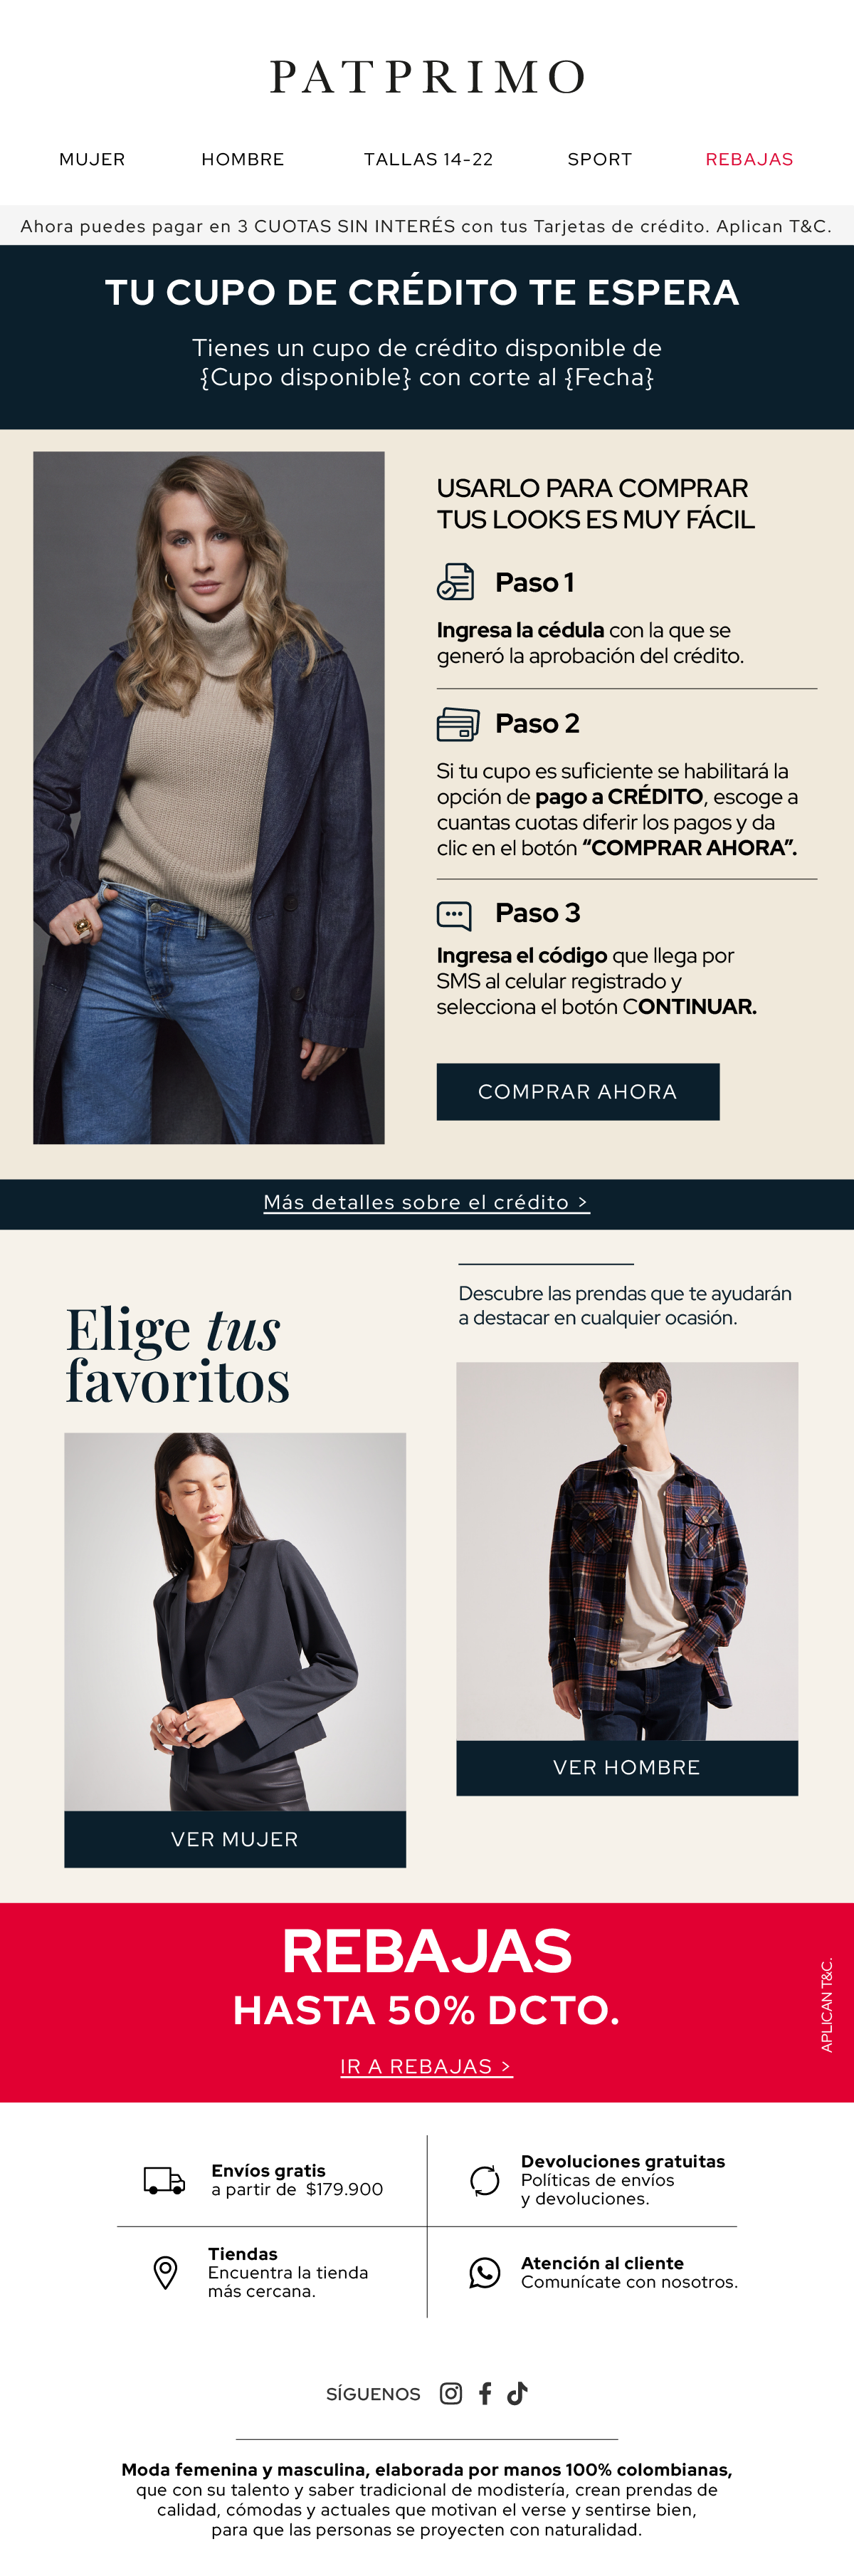 PATPRIMO
MUJER HOMBRE TALLAS 14-22 SPORT REBAJAS
Ahora puedes pagar en 3 CUOTAS SIN INTERÉS con tus Tarjetas de crédito. Aplican T&C.
TU CUPO DE CRÉDITO TE ESPERA
Tienes un cupo de crédito disponible de
{Cupo disponible} con corte al {Fecha}
USARLO PARA COMPRAR
TUS LOOKS ES MUY FÁCIL
Paso 1
Ingresa la cédula con la que se
generó la aprobación del crédito.
Paso 2
Si tu cupo es suficiente se habilitará la
opción de pago a CRÉDITO, escoge a
cuantas cuotas diferir los pagos y da
clic en el botón “COMPRAR AHORA”.
Paso 3
Ingresa el código que llega por
SMS al celular registrado y
selecciona el botón CONTINUAR.
COMPRAR AHORA
Más detalles sobre el crédito >
Elige tus
favoritos
Descubre las prendas que te ayudarán
a destacar en cualquier ocasión.
VER MUJER
VER HOMBRE
REBAJAS
HASTA 50% DCTO.
IR A REBAJAS >
APLICAN T&C.
Envíos gratis
a partir de $179.900
Devoluciones gratuitas
Políticas de envíos
y devoluciones.
Tiendas
Encuentra la tienda
más cercana.
Atención al cliente
Comunícate con nosotros.
SÍGUENOS
Moda femenina y masculina, elaborada por manos 100% colombianas,
que con su talento y saber tradicional de modistería, crean prendas de
calidad, cómodas y actuales que motivan el verse y sentirse bien,
para que las personas se proyecten con naturalidad.